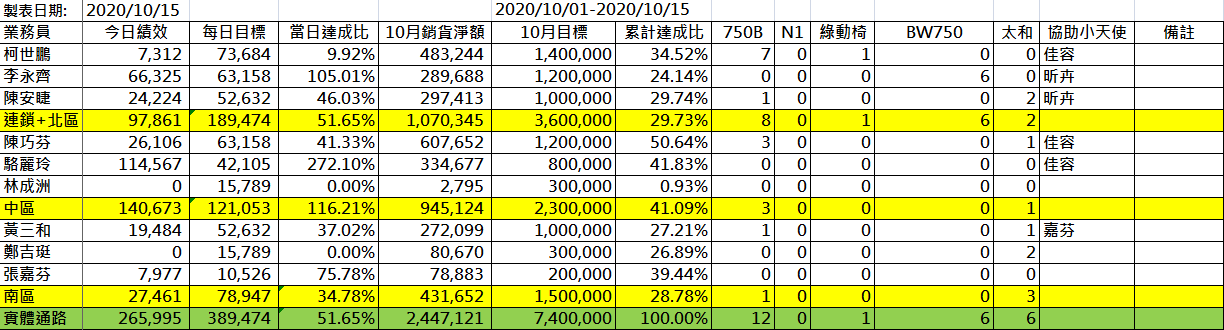 製表日期: 2020/10/15 2020/10/01-2020/10/15
業務員 今日績效 每日目標 當日達成比 10月銷貨淨額 10月目標 累計達成比 750B N1 綠動椅 BW750 太和 協助小天使 備註
柯世鵬 7,312 73,684 9.92% 483,244 1,400,000 34.52% 7 0 1 0 0 佳容
李永齊 66,325 63,158 105.01% 289,688 1,200,000 24.14% 0 0 0 6 0 昕卉
陳安睫 24,224 52,632 46.03% 297,413 1,000,000 29.74% 1 0 0 0 2 昕卉
連鎖+北區 97,861 189,474 51.65% 1,070,345 3,600,000 29.73% 8 0 1 6 2
陳巧芬 26,106 63,158 41.33% 607,652 1,200,000 50.64% 3 0 0 0 1 佳容
駱麗玲 114,567 42,105 272.10% 334,677 800,000 41.83% 0 0 0 0 0 佳容
林成洲 0 15,789 0.00% 2,795 300,000 0.93% 0 0 0 0 0
中區 140,673 121,053 116.21% 945,124 2,300,000 41.09% 3 0 0 0 1
黃三和 19,484 52,632 37.02% 272,099 1,000,000 27.21% 1 0 0 0 1 嘉芬
鄭吉珽 0 15,789 0.00% 80,670 300,000 26.89% 0 0 0 0 2
張嘉芬 7,977 10,526 75.78% 78,883 200,000 39.44% 0 0 0 0 0
南區 27,461 78,947 34.78% 431,652 1,500,000 28.78% 1 0 0 0 3
實體通路 265,995 389,474 51.65% 2,447,121 7,400,000 100.00% 12 0 1 6 6